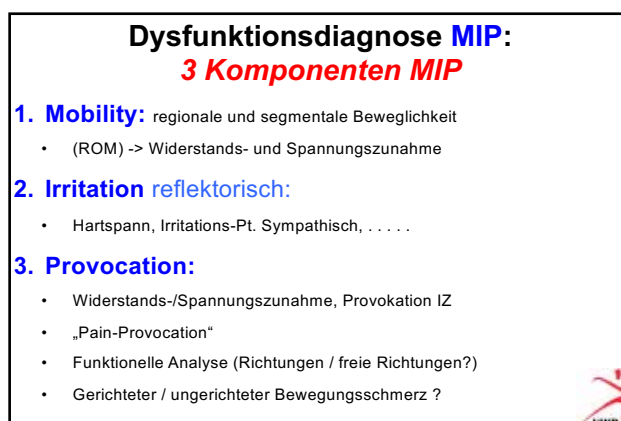 Dysfunktionsdiagnose MIP:
3 Komponenten MIP
1. Mobility: regionale und segmentale Beweglichkeit
• (ROM) -> Widerstands- und Spannungszunahme
2. Irritation reflektorisch:
• Hartspann, Irritations-Pt. Sympathisch, . . . . .
3. Provocation:
• Widerstands-/Spannungszunahme, Provokation IZ
• „Pain-Provocation“
• Funktionelle Analyse (Richtungen / freie Richtungen?)
• Gerichteter / ungerichteter Bewegungsschmerz ?